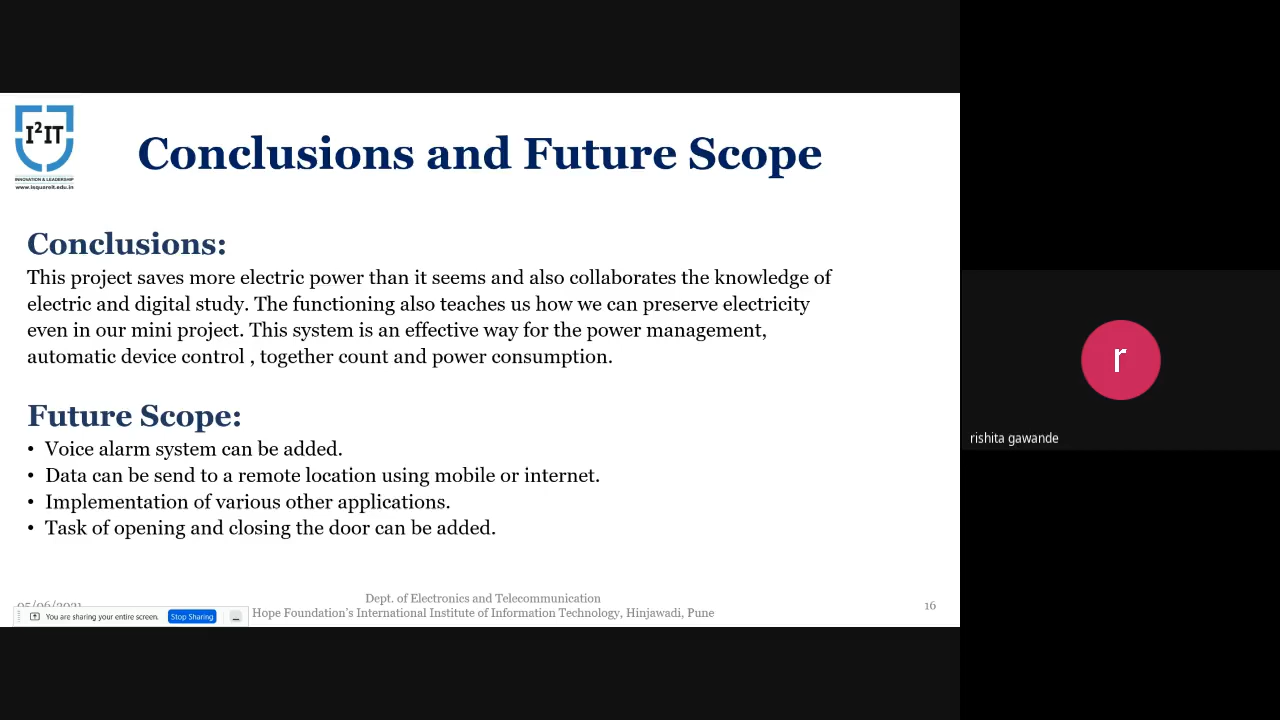 I²IT
INNOVATION & LEADERSHIP
www.isquareit.edu.in
Conclusions and Future Scope
Conclusions:
This project saves more electric power than it seems and also collaborates the knowledge of
electric and digital study. The functioning also teaches us how we can preserve electricity
even in our mini project. This system is an effective way for the power management,
automatic device control , together count and power consumption.
Future Scope:
• Voice alarm system can be added.
• Data can be send to a remote location using mobile or internet.
• Implementation of various other applications.
• Task of opening and closing the door can be added.
05/06/2021
Dept. of Electronics and Telecommunication
Hope Foundation's International Institute of Information Technology, Hinjawadi, Pune
16
You are sharing your entire screen. Stop Sharing
r
rishita gawande